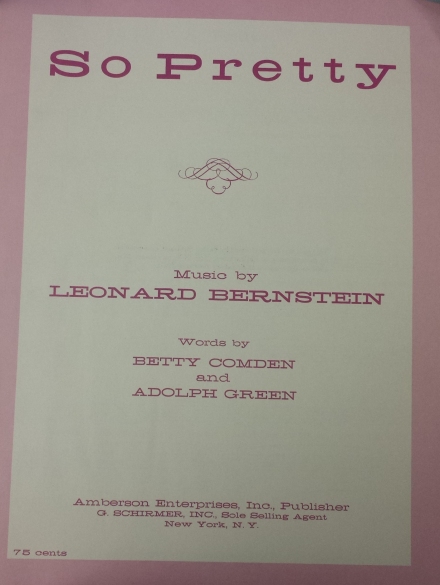 So Pretty
Music by
LEONARD BERNSTEIN
Words by
BETTY COMDEN
and
ADOLPH GREEN
Amberson Enterprises, Inc., Publisher
G. SCHIRMER, INC., Sole Selling Agent
New York, N. Y.
75 cents